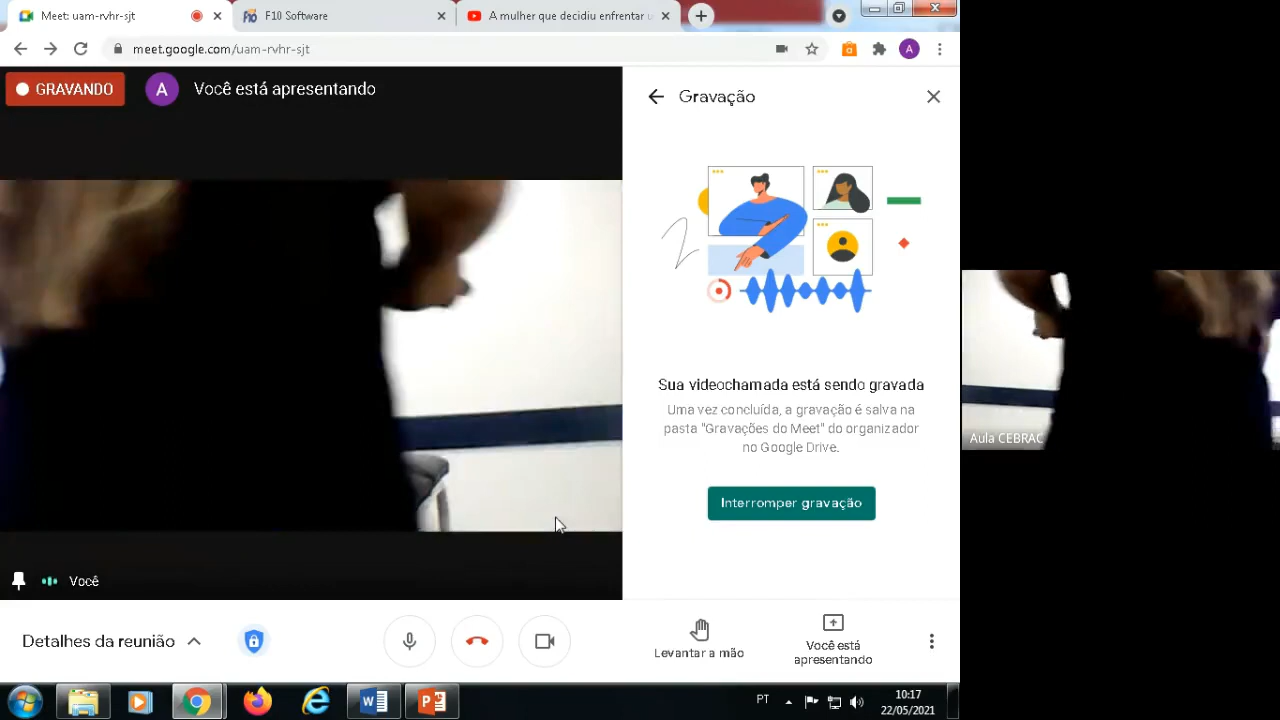 Meet: uam-rvhr-sjt
F10 Software
A mulher que decidiu enfrentar u
meet.google.com/uam-rvhr-sjt
A
GRAVANDO
A
Você está apresentando
Gravação
Sua videochamada está sendo gravada
Uma vez concluída, a gravação é salva na
pasta "Gravações do Meet" do organizador
no Google Drive.
Interromper gravação
Aula CEBRAC
Você
Detalhes da reunião
Levantar a mão
Você está
apresentando
PT
10:17
22/05/2021